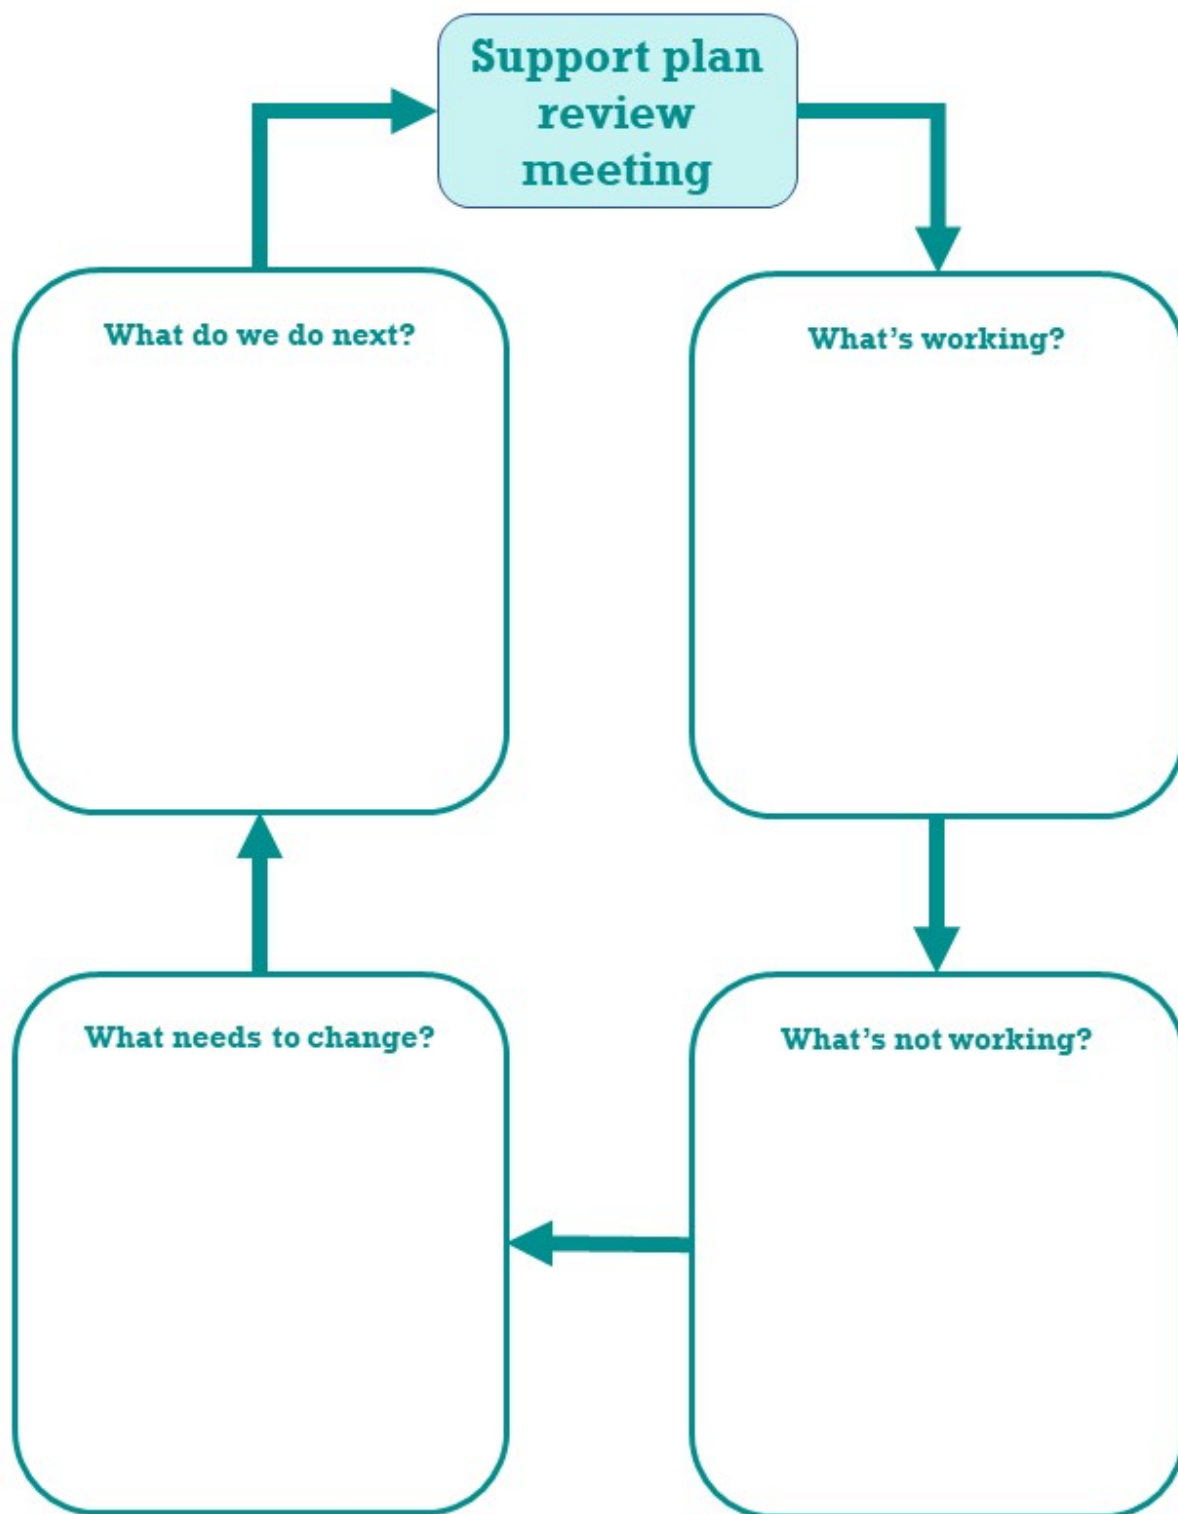 Support plan
review
meeting
What do we do next?
What's working?
What needs to change?
What's not working?